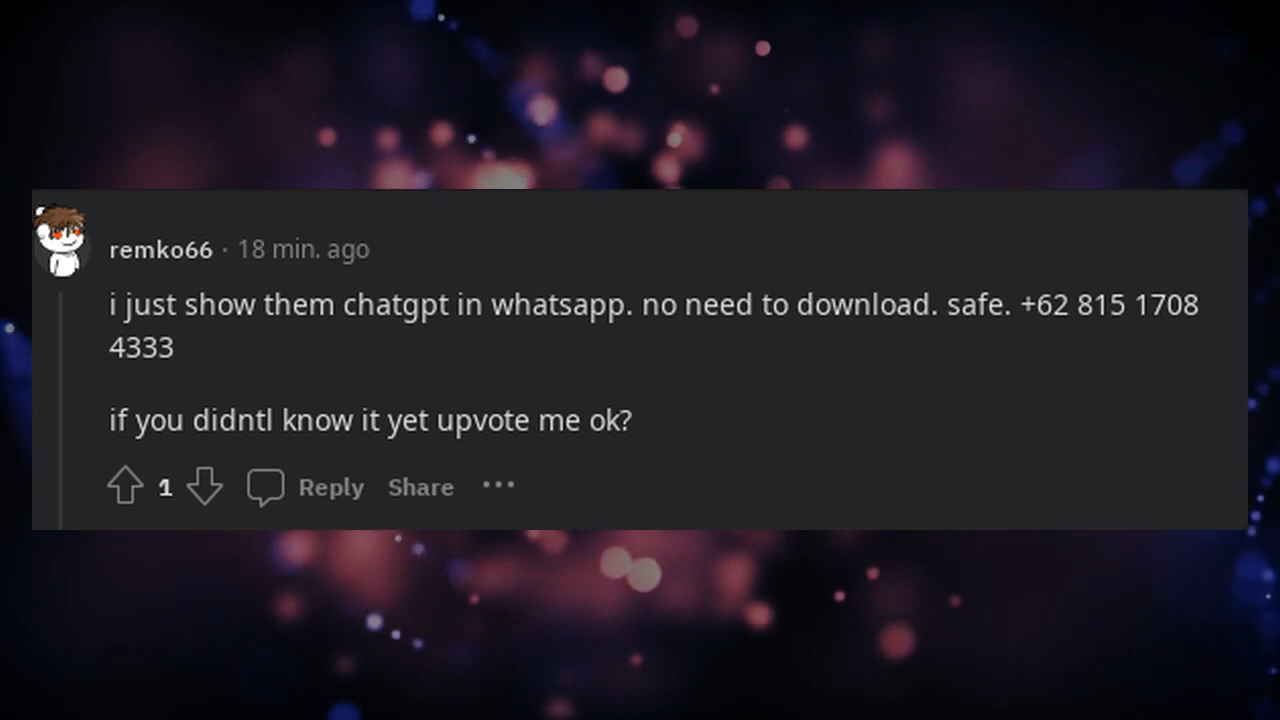 remko66 · 18 min. ago
i just show them chatgpt in whatsapp. no need to download. safe. +62 815 1708
4333
if you didntl know it yet upvote me ok?
1 Reply Share ···